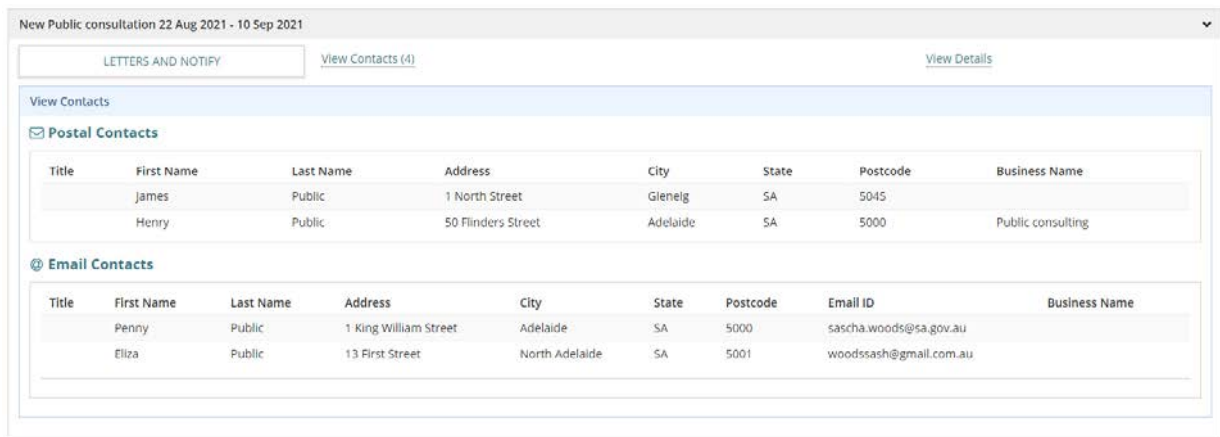 New Public consultation 22 Aug 2021 - 10 Sep 2021
LETTERS AND NOTIFY View Contacts (4) View Details
View Contacts
Postal Contacts
Title First Name Last Name Address City State Postcode Business Name
James Public 1 North Street Glenelg SA 5045
Henry Public 50 Flinders Street Adelaide SA 5000 Public consulting
@ Email Contacts
Title First Name Last Name Address City State Postcode Email ID Business Name
Penny Public 1 King William Street Adelaide SA 5000 sascha.woods@sa.gov.au
Eliza Public 13 First Street North Adelaide SA 5001 woodssash@gmail.com.au